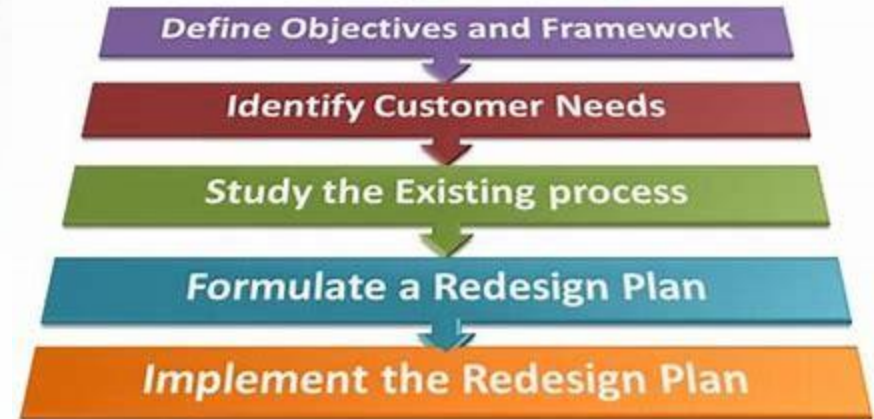 Define Objectives and Framework
Identify Customer Needs
Study the Existing process
Formulate a Redesign Plan
Implement the Redesign Plan